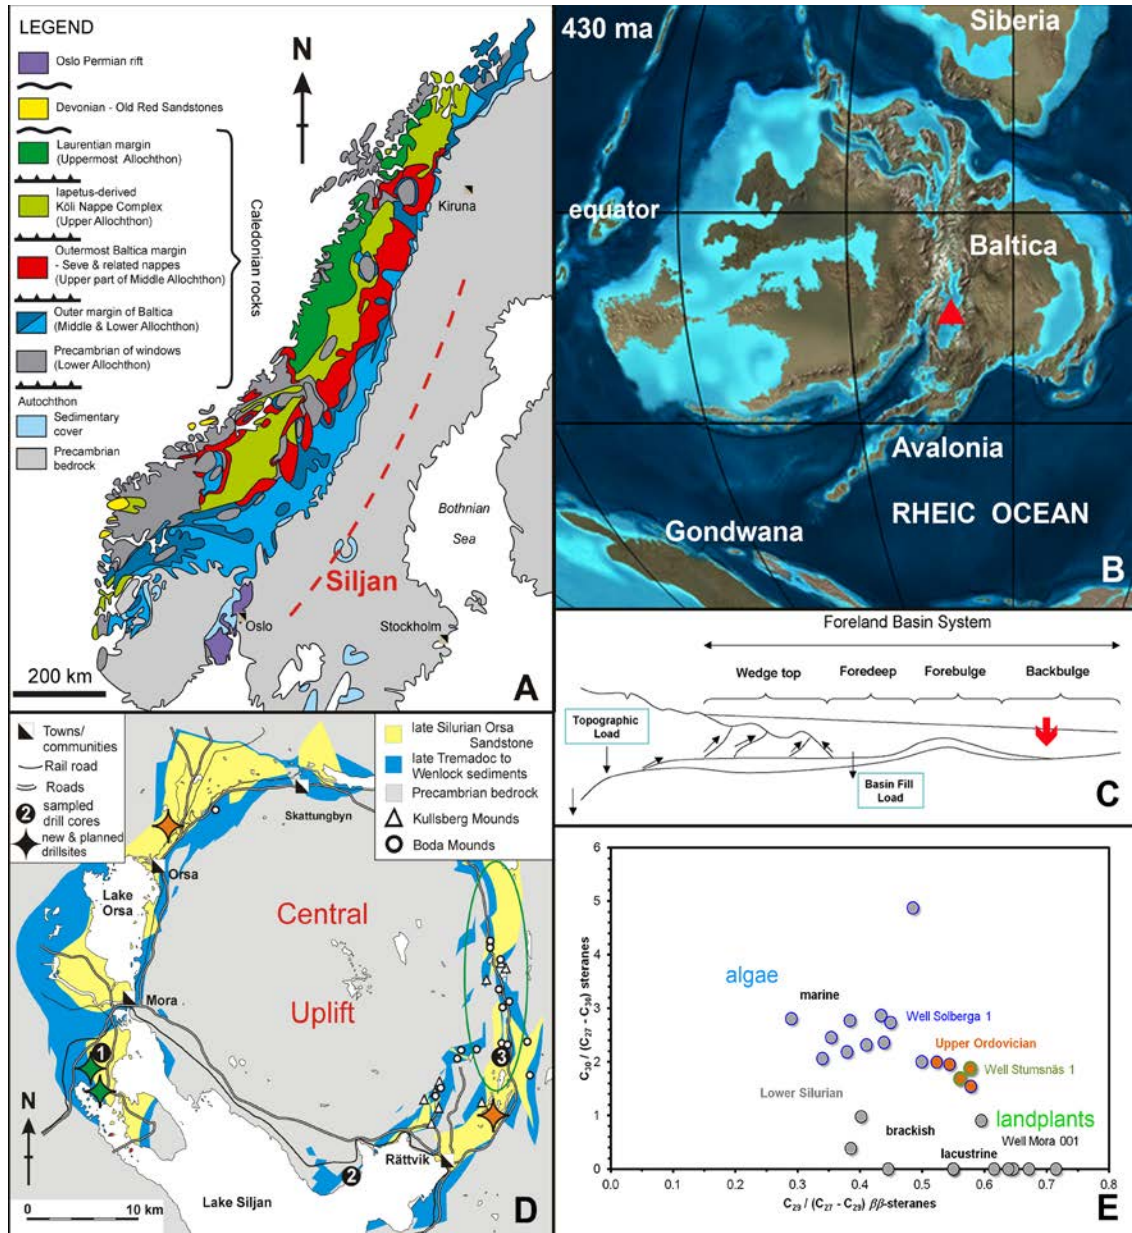 LEGEND
Oslo Permian rift
Devonian - Old Red Sandstones
Laurentian margin
(Uppermost Allochthon)
Iapetus-derived
Köli Nappe Complex
(Upper Allochthon)
Outermost Baltica margin
- Seve & related nappes
(Upper part of Middle Allochthon)
Outer margin of Baltica
(Middle & Lower Allochthon)
Precambrian of windows
(Lower Allochthon)
Autochthon
Sedimentary
cover
Precambrian
bedrock
Caledonian rocks
N
Kiruna
Bothnian
Sea
Siljan
Oslo
Stockholm
200 km
A
430 ma
Siberia
equator
Baltica
Avalonia
RHEIC OCEAN
Gondwana
B
Foreland Basin System
Wedge top
Foredeep
Forebulge
Backbulge
Topographic
Load
Basin Fill
Load
C
Towns/
communities
Rail road
Roads
2 sampled
drill cores
new & planned
drillsites
late Silurian Orsa
Sandstone
late Tremadoc to
Wenlock sediments
Precambrian bedrock
Kullsberg Mounds
Boda Mounds
Skattungbyn
Orsa
Lake
Orsa
Central
Uplift
Mora
1
3
N
Rättvik
2
Lake Siljan
0 10 km
D
6
5
4
3
2
1
0
C30 / (C27 - C30) steranes
algae
marine
Well Solberga 1
Upper Ordovician
Well Stumsnäs 1
Lower Silurian
landplants
Well Mora 001
brackish
lacustrine
0.0 0.1 0.2 0.3 0.4 0.5 0.6 0.7 0.8
C29 / (C27 - C29) ββ-steranes
E